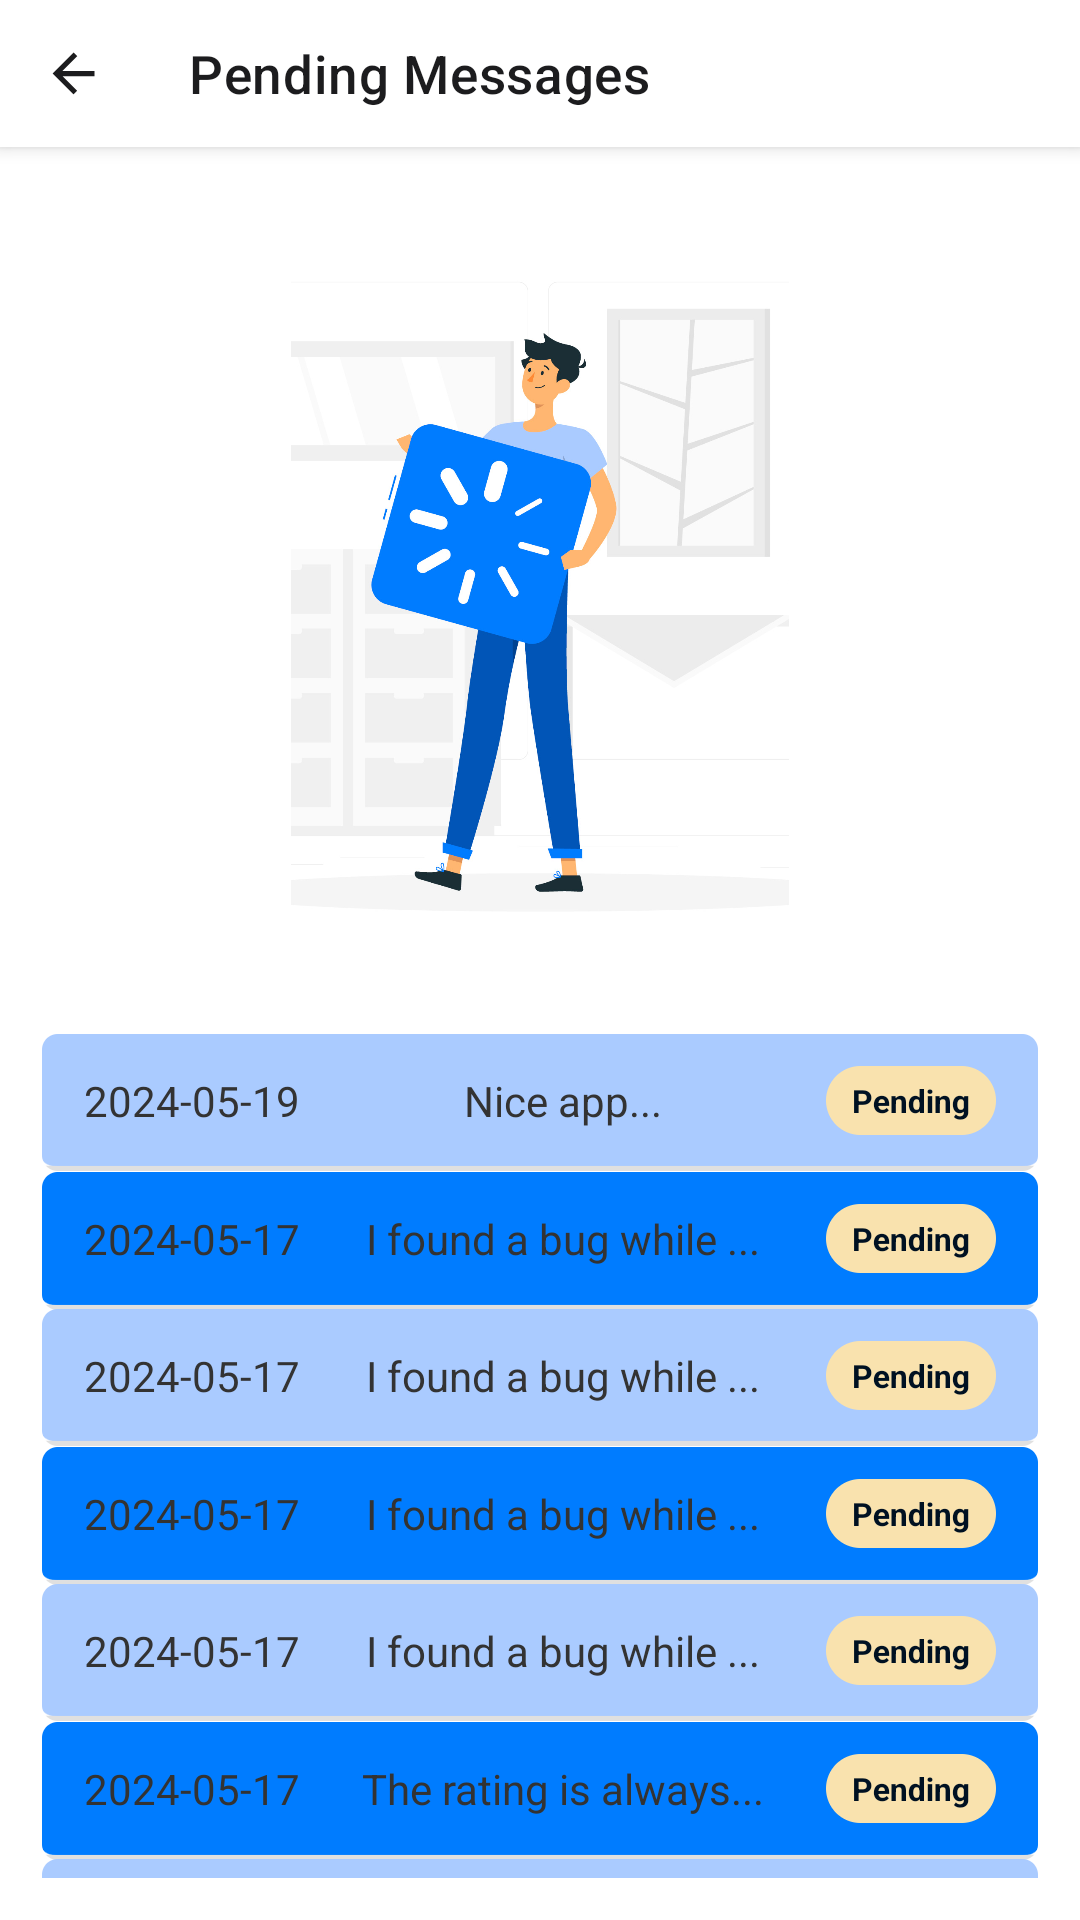 Pending Messages
2024-05-19 Nice app... Pending
2024-05-17 I found a bug while ... Pending
2024-05-17 I found a bug while ... Pending
2024-05-17 I found a bug while ... Pending
2024-05-17 I found a bug while ... Pending
2024-05-17 The rating is always... Pending